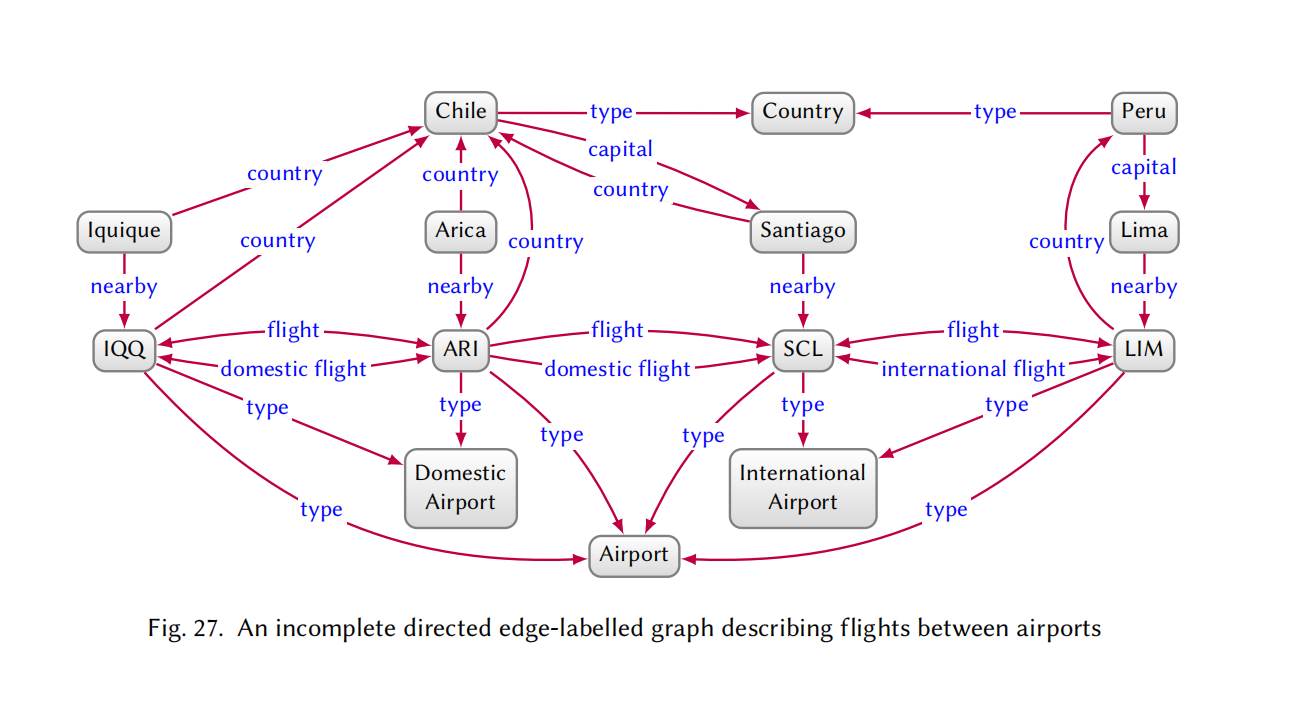 Chile type Country type Peru
capital
capital
country country country
Iquique Arica Santiago Lima
country country country
nearby nearby nearby nearby
flight flight flight
IQQ ARI SCL LIM
domestic flight domestic flight international flight
type type type type
type type
Domestic Airport
International Airport
type type
Airport
Fig. 27. An incomplete directed edge-labelled graph describing flights between airports